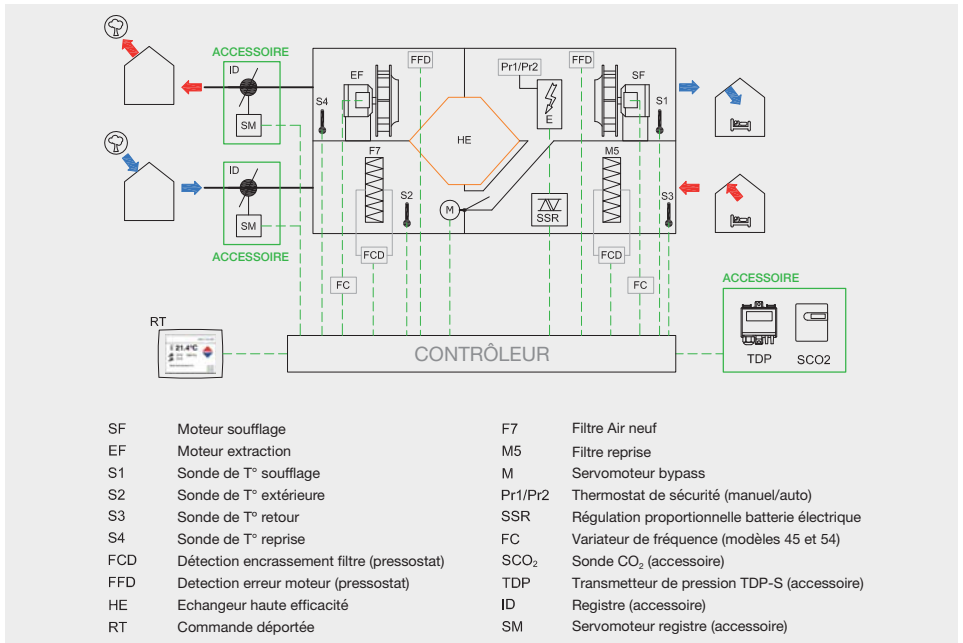 ACCESSOIRE
ID
SM
ACCESSOIRE
ID
SM
EF
FFD
S4
F7
S2
FCD
FC
HE
M
Pr1/Pr2
E
FFD
SF
S1
SSR
M5
S3
FCD
FC
RT
21.4°C
CONTRÔLEUR
ACCESSOIRE
TDP
SCO2
SF Moteur soufflage
EF Moteur extraction
S1 Sonde de T° soufflage
S2 Sonde de T° extérieure
S3 Sonde de T° retour
S4 Sonde de T° reprise
FCD Détection encrassement filtre (pressostat)
FFD Detection erreur moteur (pressostat)
HE Echangeur haute efficacité
RT Commande déportée
F7 Filtre Air neuf
M5 Filtre reprise
M Servomoteur bypass
Pr1/Pr2 Thermostat de sécurité (manuel/auto)
SSR Régulation proportionnelle batterie électrique
FC Variateur de fréquence (modèles 45 et 54)
SCO₂ Sonde CO₂ (accessoire)
TDP Transmetteur de pression TDP-S (accessoire)
ID Registre (accessoire)
SM Servomoteur registre (accessoire)